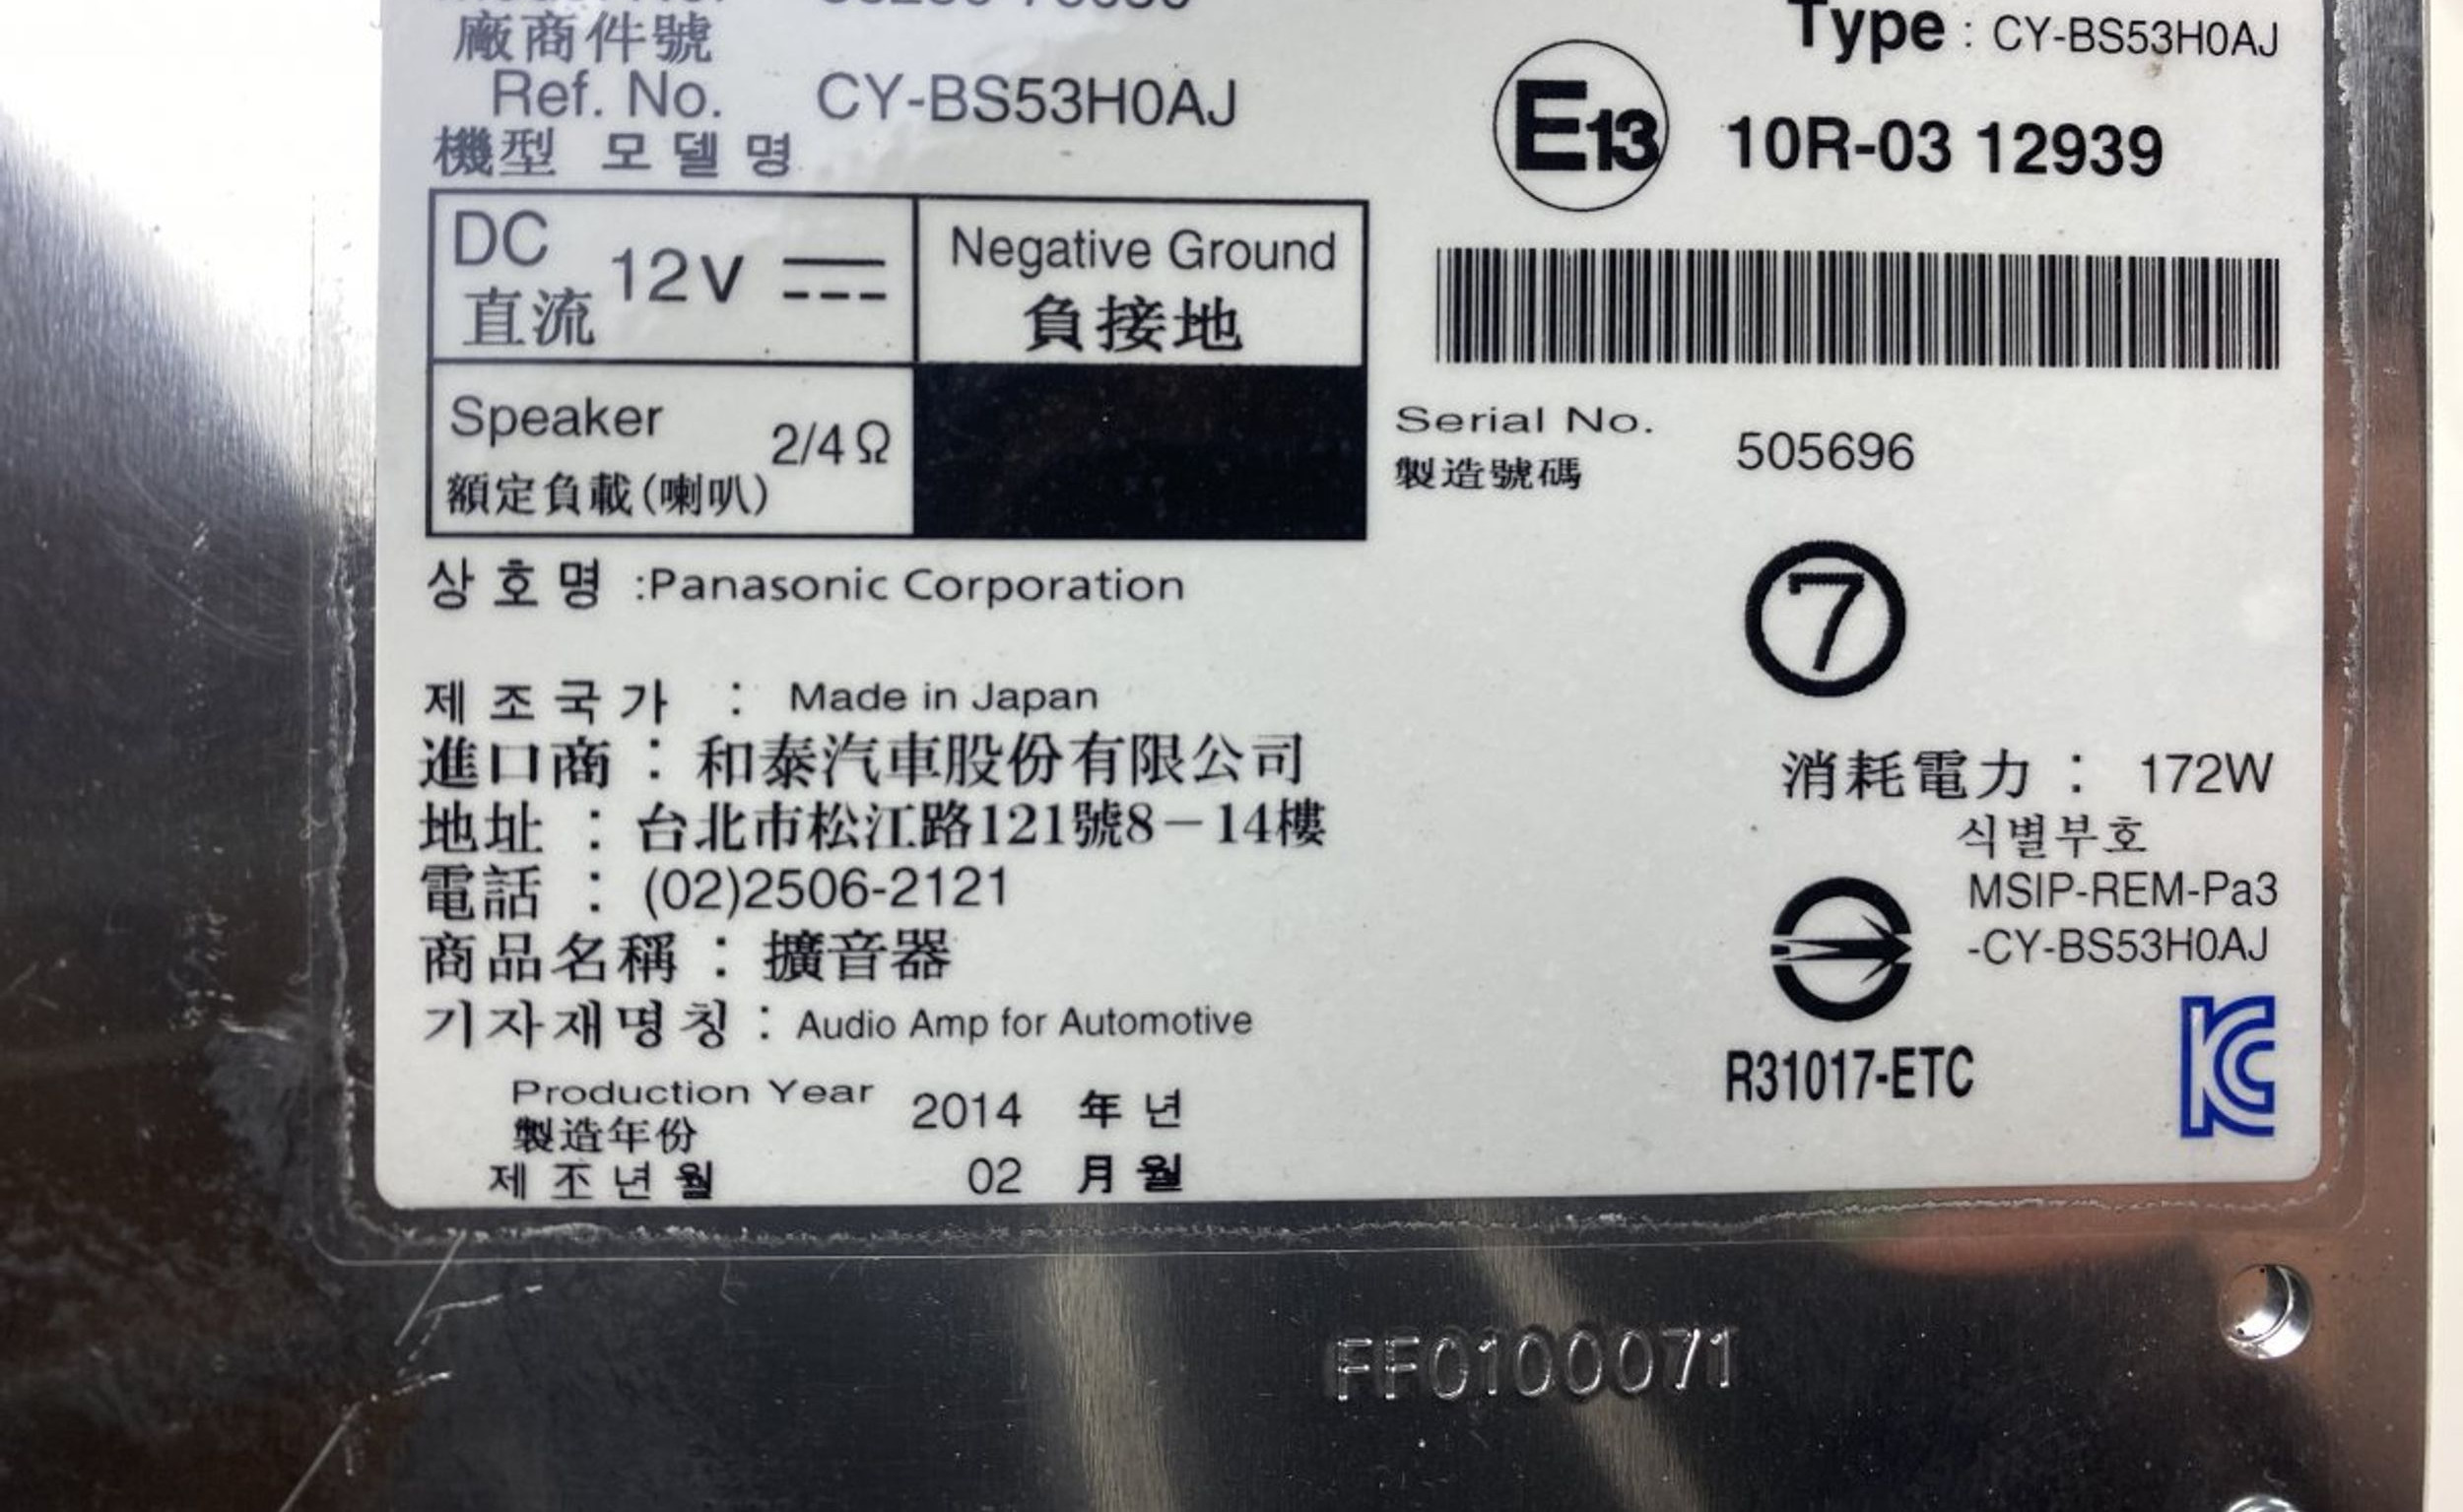 廠商件號
Ref. No. CY-BS53H0AJ
機型 모델명
Type : CY-BS53H0AJ
E13 10R-03 12939
DC 直流 12V
Negative Ground
負接地
Speaker 2/4Ω
額定負載(喇叭)
Serial No. 505696
製造號碼
7
상호명 :Panasonic Corporation
제조국가 : Made in Japan
進口商 : 和泰汽車股份有限公司
地址 : 台北市松江路121號8-14樓
電話 : (02)2506-2121
商品名稱 : 擴音器
기자재명칭 : Audio Amp for Automotive
Production Year 2014 年 년
製造年份
제조년월 02 月 월
消耗電力 : 172W
식별부호
MSIP-REM-Pa3
-CY-BS53H0AJ
R31017-ETC
KC
FF0100071